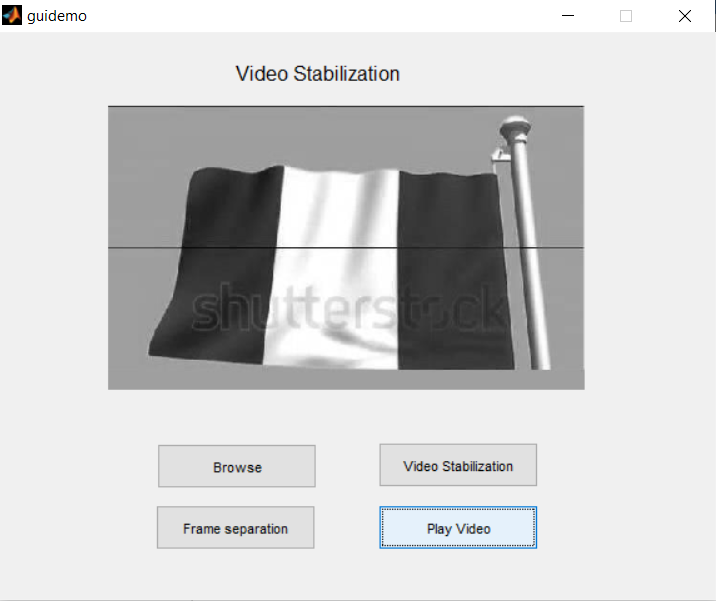 guidemo
Video Stabilization
shutterstock
Browse
Video Stabilization
Frame separation
Play Video